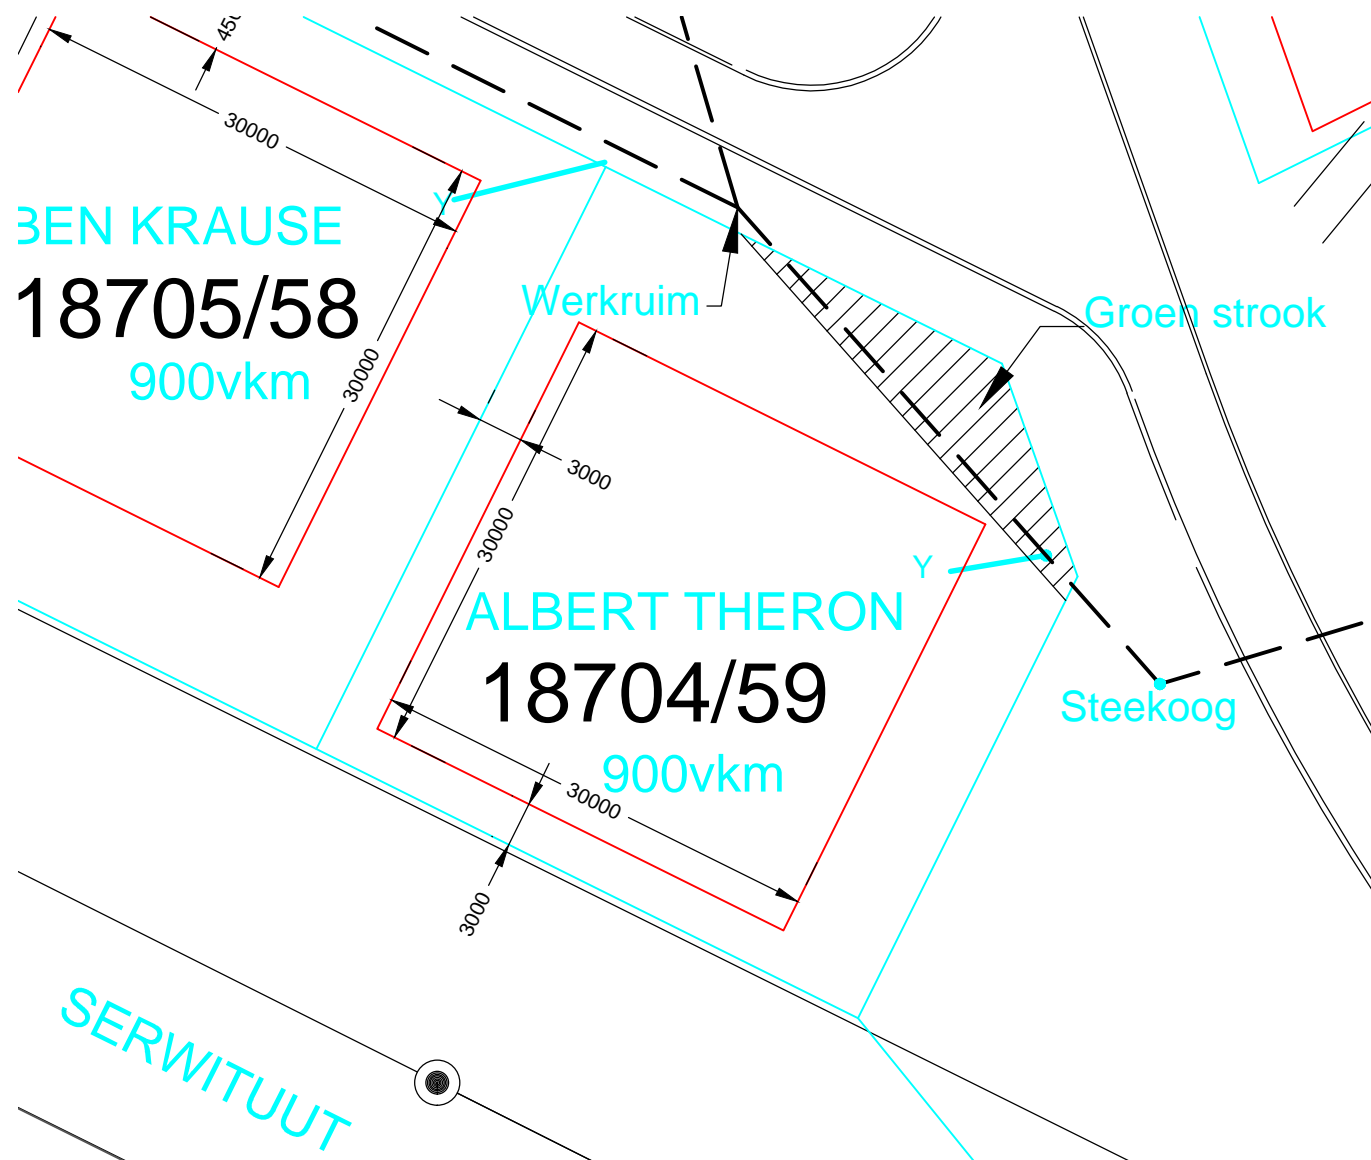 30000
Y
BEN KRAUSE
18705/58
900vkm
30000
Werkruim
Groen strook
3000
30000
Y
ALBERT THERON
18704/59
900vkm
Steekoog
30000
3000
SERWITUUT